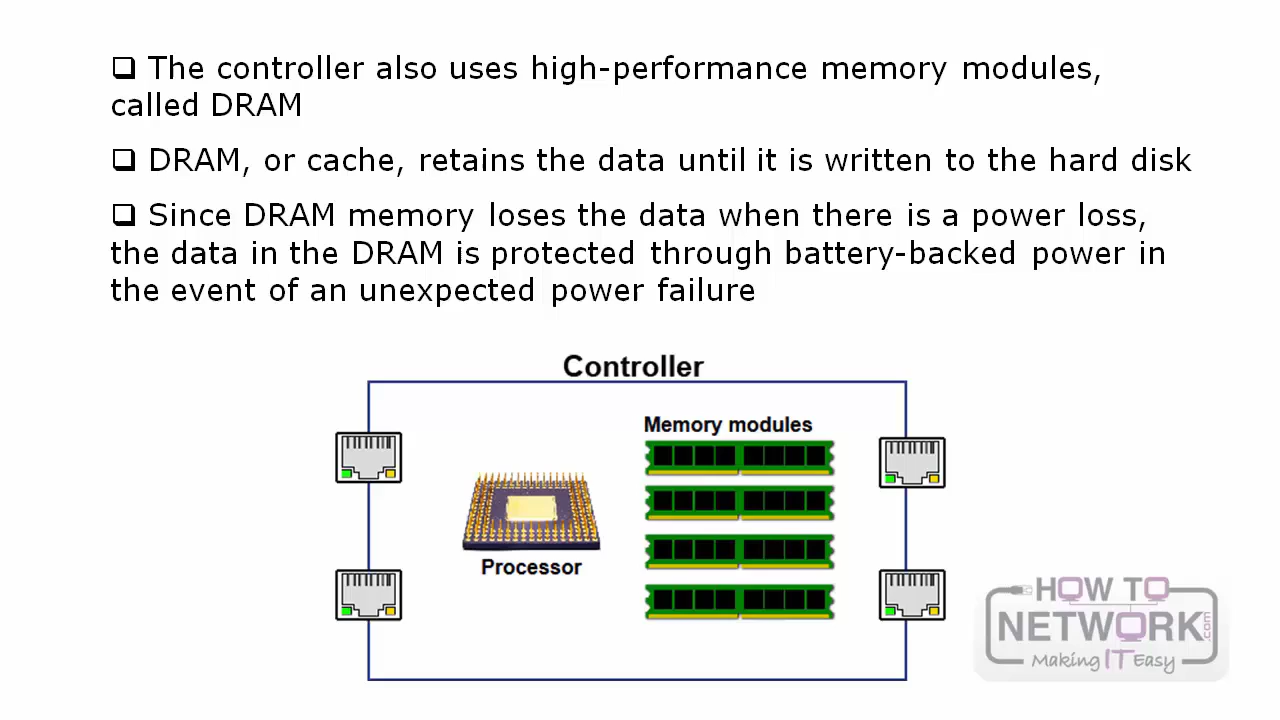 ❑ The controller also uses high-performance memory modules,
called DRAM
❑ DRAM, or cache, retains the data until it is written to the hard disk
❑ Since DRAM memory loses the data when there is a power loss,
the data in the DRAM is protected through battery-backed power in
the event of an unexpected power failure
Controller
Memory modules
Processor
HOW TO
NETWORK.com
Making IT Easy